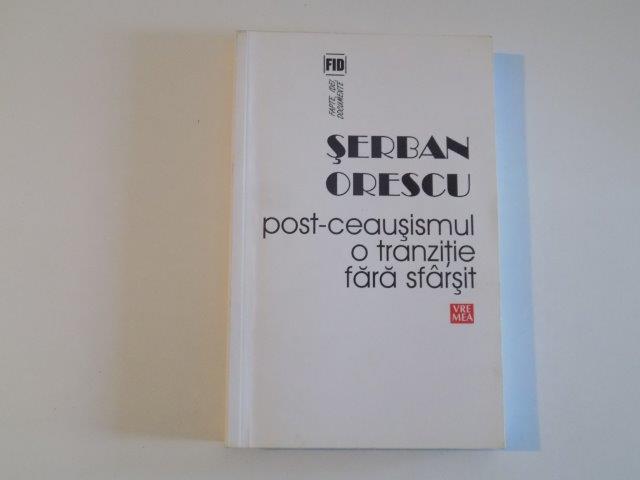 FID
FAPTE, IDEI,
DOCUMENTE
ŞERBAN
ORESCU
post-ceauşismul
o tranziţie
fără sfârşit
VRE
MEA